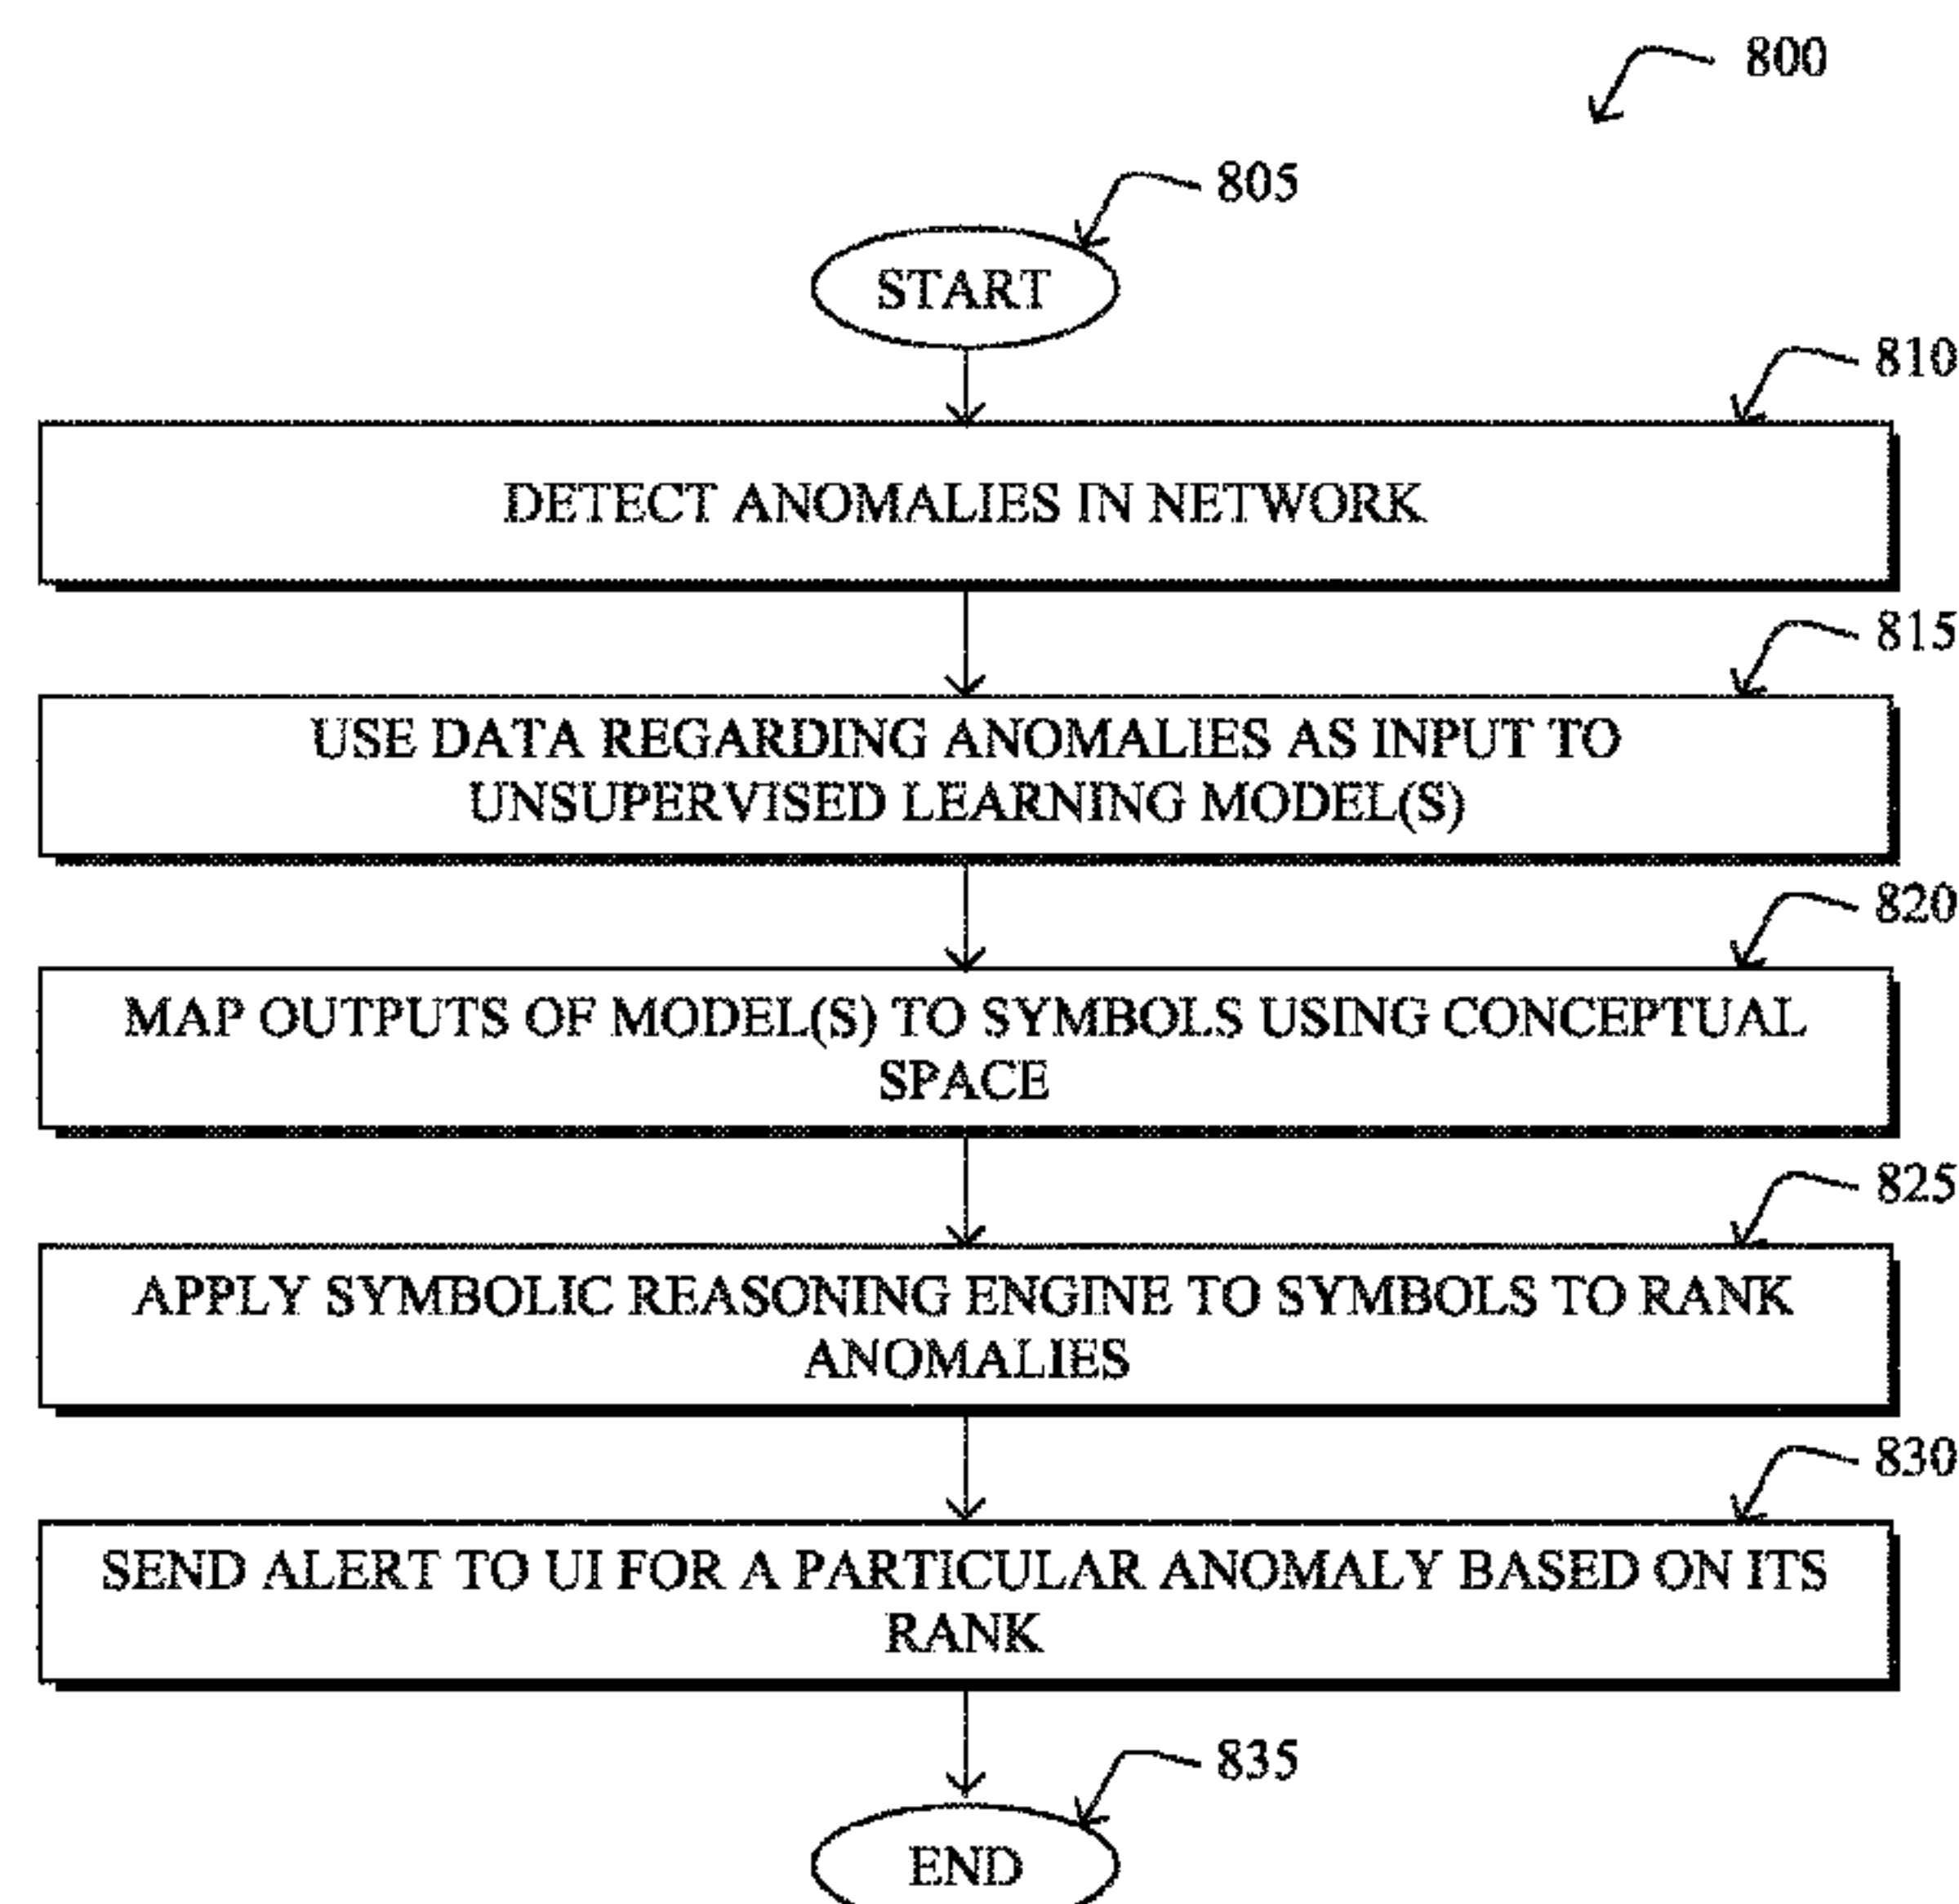 800
805
START
810
DETECT ANOMALIES IN NETWORK
815
USE DATA REGARDING ANOMALIES AS INPUT TO
UNSUPERVISED LEARNING MODEL(S)
820
MAP OUTPUTS OF MODEL(S) TO SYMBOLS USING CONCEPTUAL
SPACE
825
APPLY SYMBOLIC REASONING ENGINE TO SYMBOLS TO RANK
ANOMALIES
830
SEND ALERT TO UI FOR A PARTICULAR ANOMALY BASED ON ITS
RANK
835
END